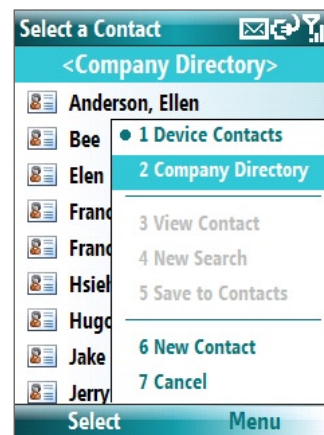 Select a Contact
<Company Directory>
Anderson, Ellen
Bee
1 Device Contacts
Elen
2 Company Directory
Franc
3 View Contact
Franc
4 New Search
Hsieh
5 Save to Contacts
Hugo
6 New Contact
Jake
7 Cancel
Jerry
Select Menu